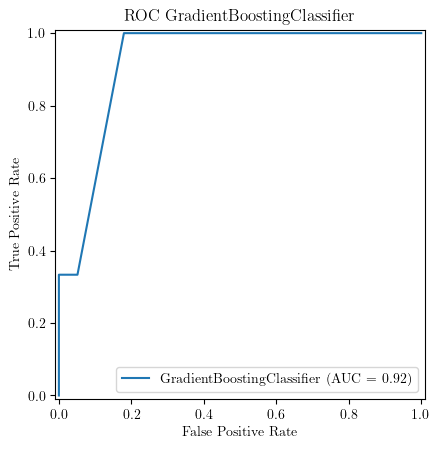 ROC GradientBoostingClassifier
1.0
0.8
0.6
0.4
0.2
0.0
True Positive Rate
GradientBoostingClassifier (AUC = 0.92)
0.0 0.2 0.4 0.6 0.8 1.0
False Positive Rate